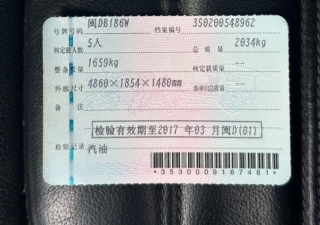 号牌号码 闽DB186W 档案编号 350200548962
核定载人数 5人 总质量 2034kg
整备质量 1659kg 核定载质量 --
外廓尺寸 4860×1854×1480mm 准牵引总质量 --
备注
检验有效期至2017年03月闽D(01)
检验记录 汽油
*3530009167481*